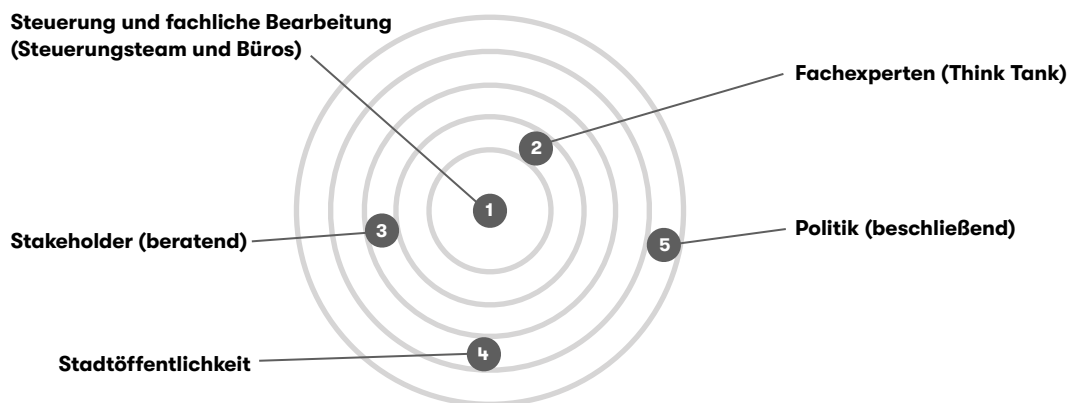 Steuerung und fachliche Bearbeitung
(Steuerungsteam und Büros)
Fachexperten (Think Tank)
2
1
3
Stakeholder (beratend)
Politik (beschließend)
5
4
Stadtöffentlichkeit